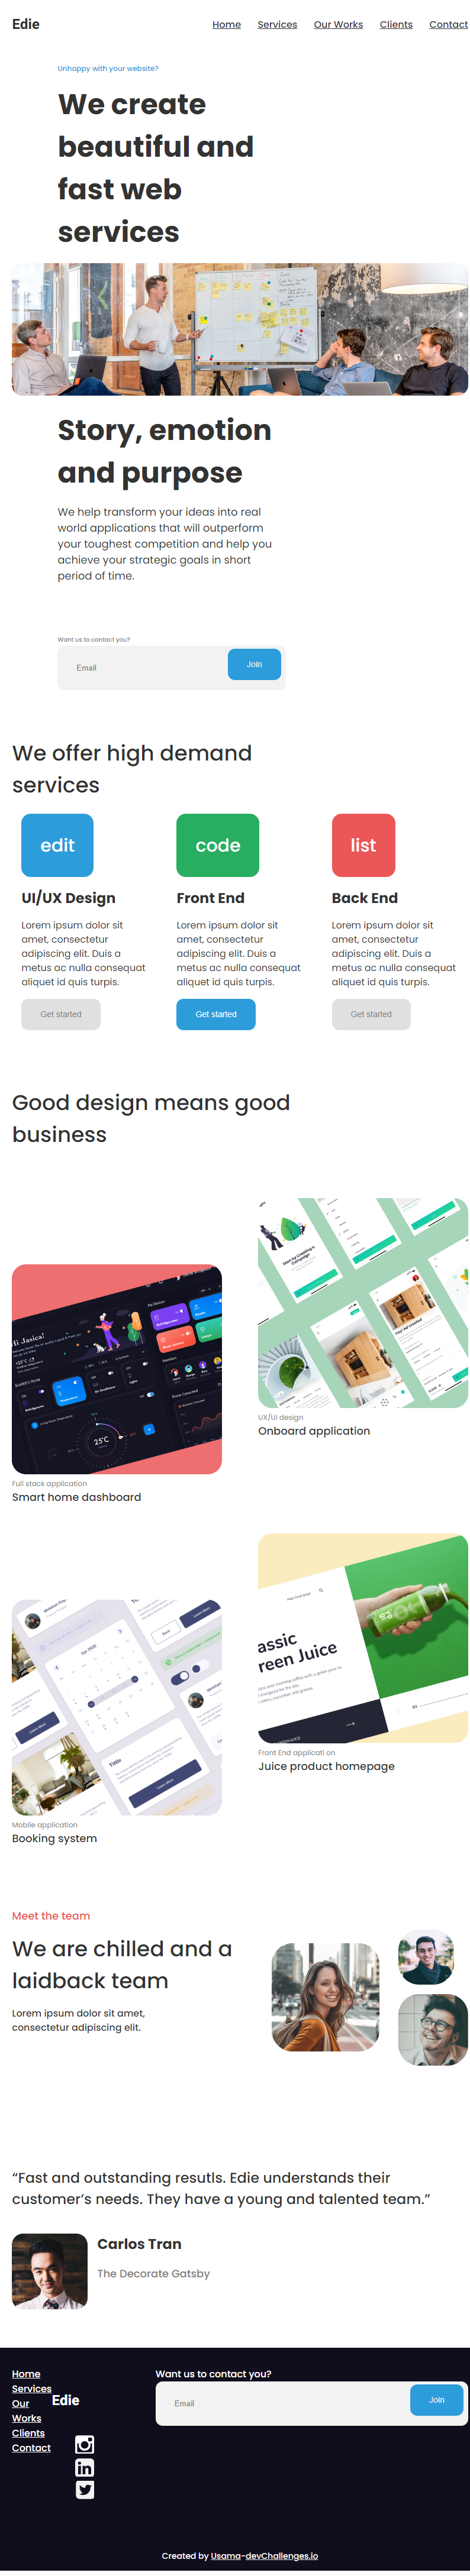 Edie
Home Services Our Works Clients Contact
Unhappy with your website?
We create
beautiful and
fast web
services
Story, emotion
and purpose
We help transform your ideas into real
world applications that will outperform
your toughest competition and help you
achieve your strategic goals in short
period of time.
Want us to contact you?
Email
Join
We offer high demand
services
edit
code
list
UI/UX Design
Front End
Back End
Lorem ipsum dolor sit
amet, consectetur
adipiscing elit. Duis a
metus ac nulla consequat
aliquet id quis turpis.
Lorem ipsum dolor sit
amet, consectetur
adipiscing elit. Duis a
metus ac nulla consequat
aliquet id quis turpis.
Lorem ipsum dolor sit
amet, consectetur
adipiscing elit. Duis a
metus ac nulla consequat
aliquet id quis turpis.
Get started
Get started
Get started
Good design means good
business
UX/UI design
Onboard application
25°C
Full stack application
Smart home dashboard
assic
reen Juice
Front End applicati on
Juice product homepage
Mobile application
Booking system
Meet the team
We are chilled and a
laidback team
Lorem ipsum dolor sit amet,
consectetur adipiscing elit.
“Fast and outstanding resutls. Edie understands their
customer’s needs. They have a young and talented team.”
Carlos Tran
The Decorate Gatsby
Home
Services
Our
Works
Clients
Contact
Edie
Want us to contact you?
Email
Join
Created by Usama-devChallenges.io